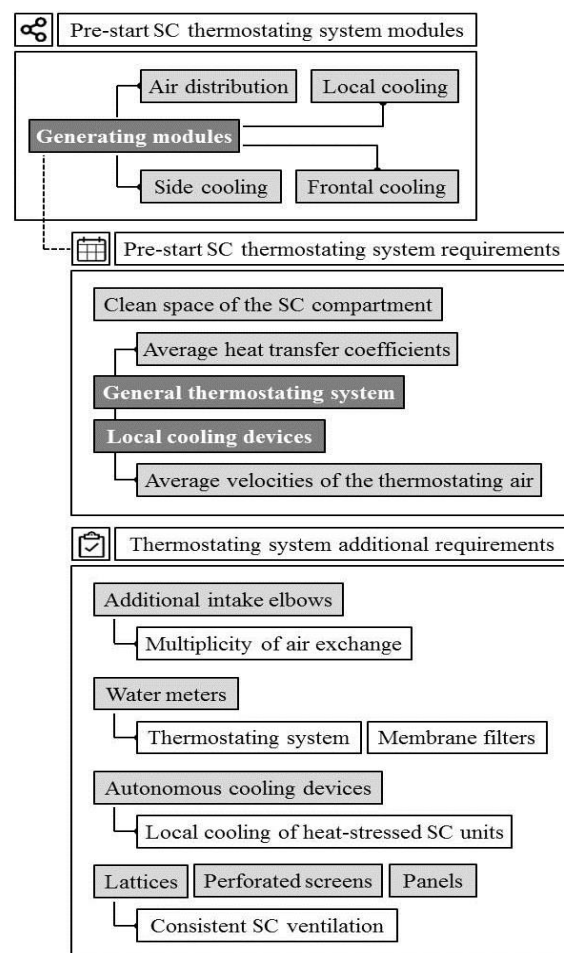 Pre-start SC thermostating system modules
Air distribution
Local cooling
Generating modules
Side cooling
Frontal cooling
Pre-start SC thermostating system requirements
Clean space of the SC compartment
Average heat transfer coefficients
General thermostating system
Local cooling devices
Average velocities of the thermostating air
Thermostating system additional requirements
Additional intake elbows
Multiplicity of air exchange
Water meters
Thermostating system
Membrane filters
Autonomous cooling devices
Local cooling of heat-stressed SC units
Lattices
Perforated screens
Panels
Consistent SC ventilation